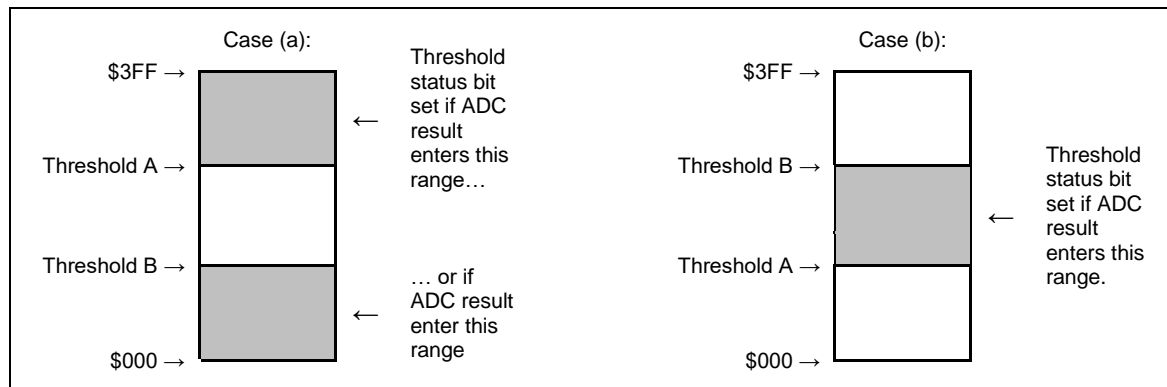 Case (a):
$3FF →
Threshold
status bit
set if ADC
result
enters this
range…
←
Threshold A →
Threshold B →
… or if
ADC result
enter this
range
←
$000 →
Case (b):
$3FF →
Threshold B →
Threshold
status bit
set if ADC
result
enters this
range.
←
Threshold A →
$000 →